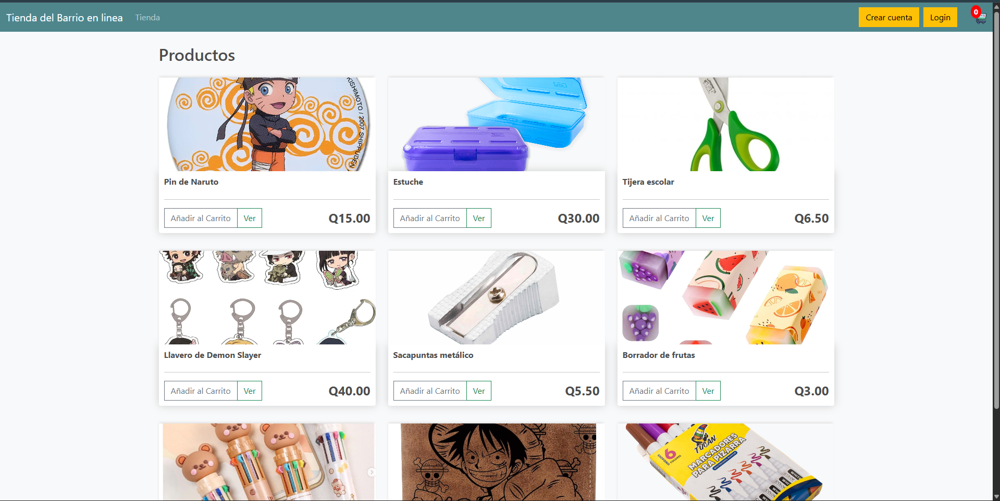 Tienda del Barrio en linea
Tienda
Crear cuenta
Login
0
Productos
KISHIMOTO / 2007 SHIPPUDEN
Pin de Naruto
Añadir al Carrito
Ver
Q15.00
Estuche
Añadir al Carrito
Ver
Q30.00
Tijera escolar
Añadir al Carrito
Ver
Q6.50
Llavero de Demon Slayer
Añadir al Carrito
Ver
Q40.00
Sacapuntas metálico
Añadir al Carrito
Ver
Q5.50
Borrador de frutas
Añadir al Carrito
Ver
Q3.00
TUCAN
MARCADORES
PARA PIZARRA
6
UNIDADES
COLORES